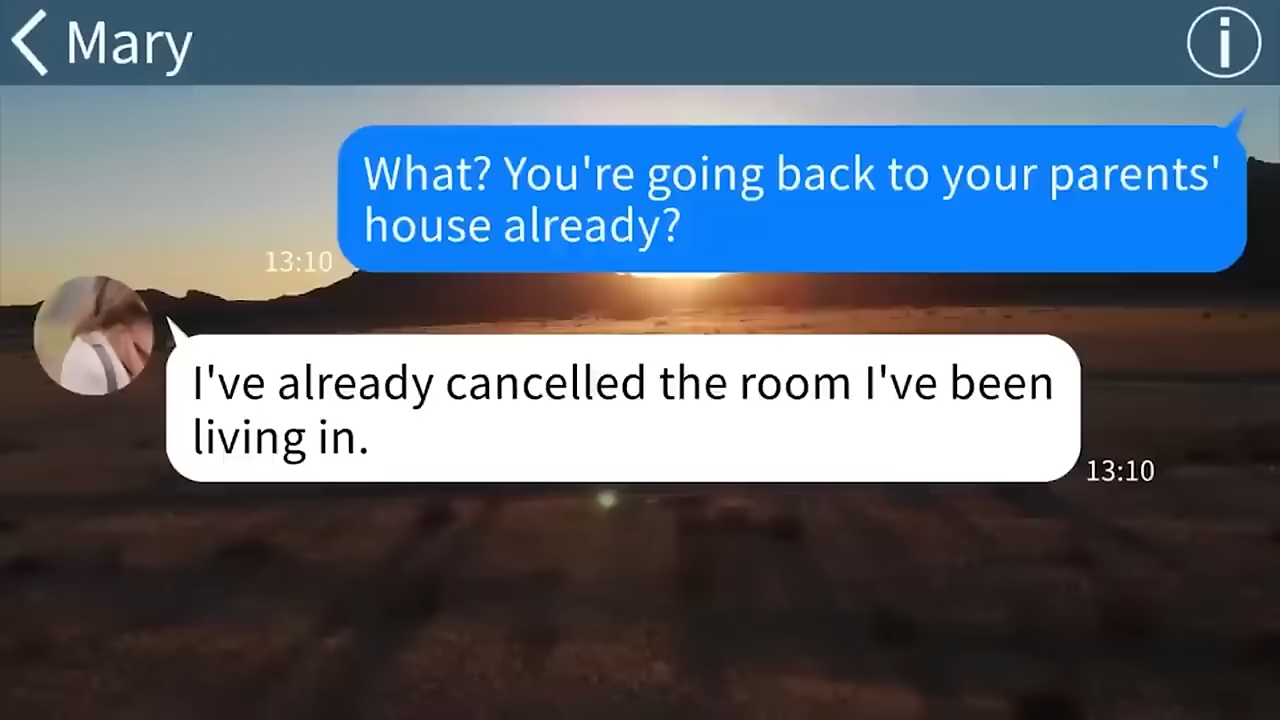 Mary
What? You're going back to your parents'
house already?
13:10
I've already cancelled the room I've been
living in.
13:10